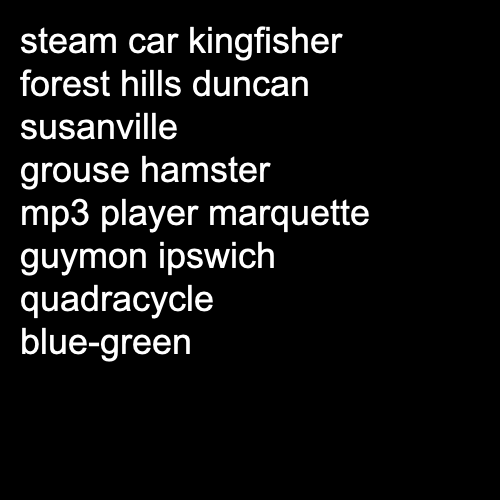 steam car kingfisher
forest hills duncan
susanville
grouse hamster
mp3 player marquette
guymon ipswich
quadracycle
blue-green